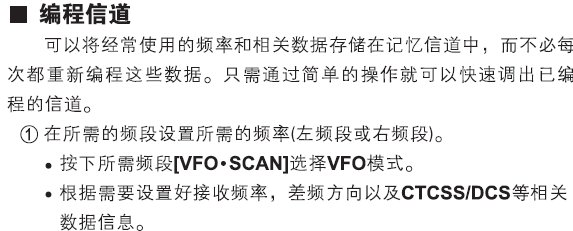 ■ 编程信道
可以将经常使用的频率和相关数据存储在记忆信道中，而不必每
次都重新编程这些数据。只需通过简单的操作就可以快速调出已编
程的信道。
① 在所需的频段设置所需的频率(左频段或右频段)。
• 按下所需频段[VFO•SCAN]选择VFO模式。
• 根据需要设置好接收频率，差频方向以及CTCSS/DCS等相关
数据信息。